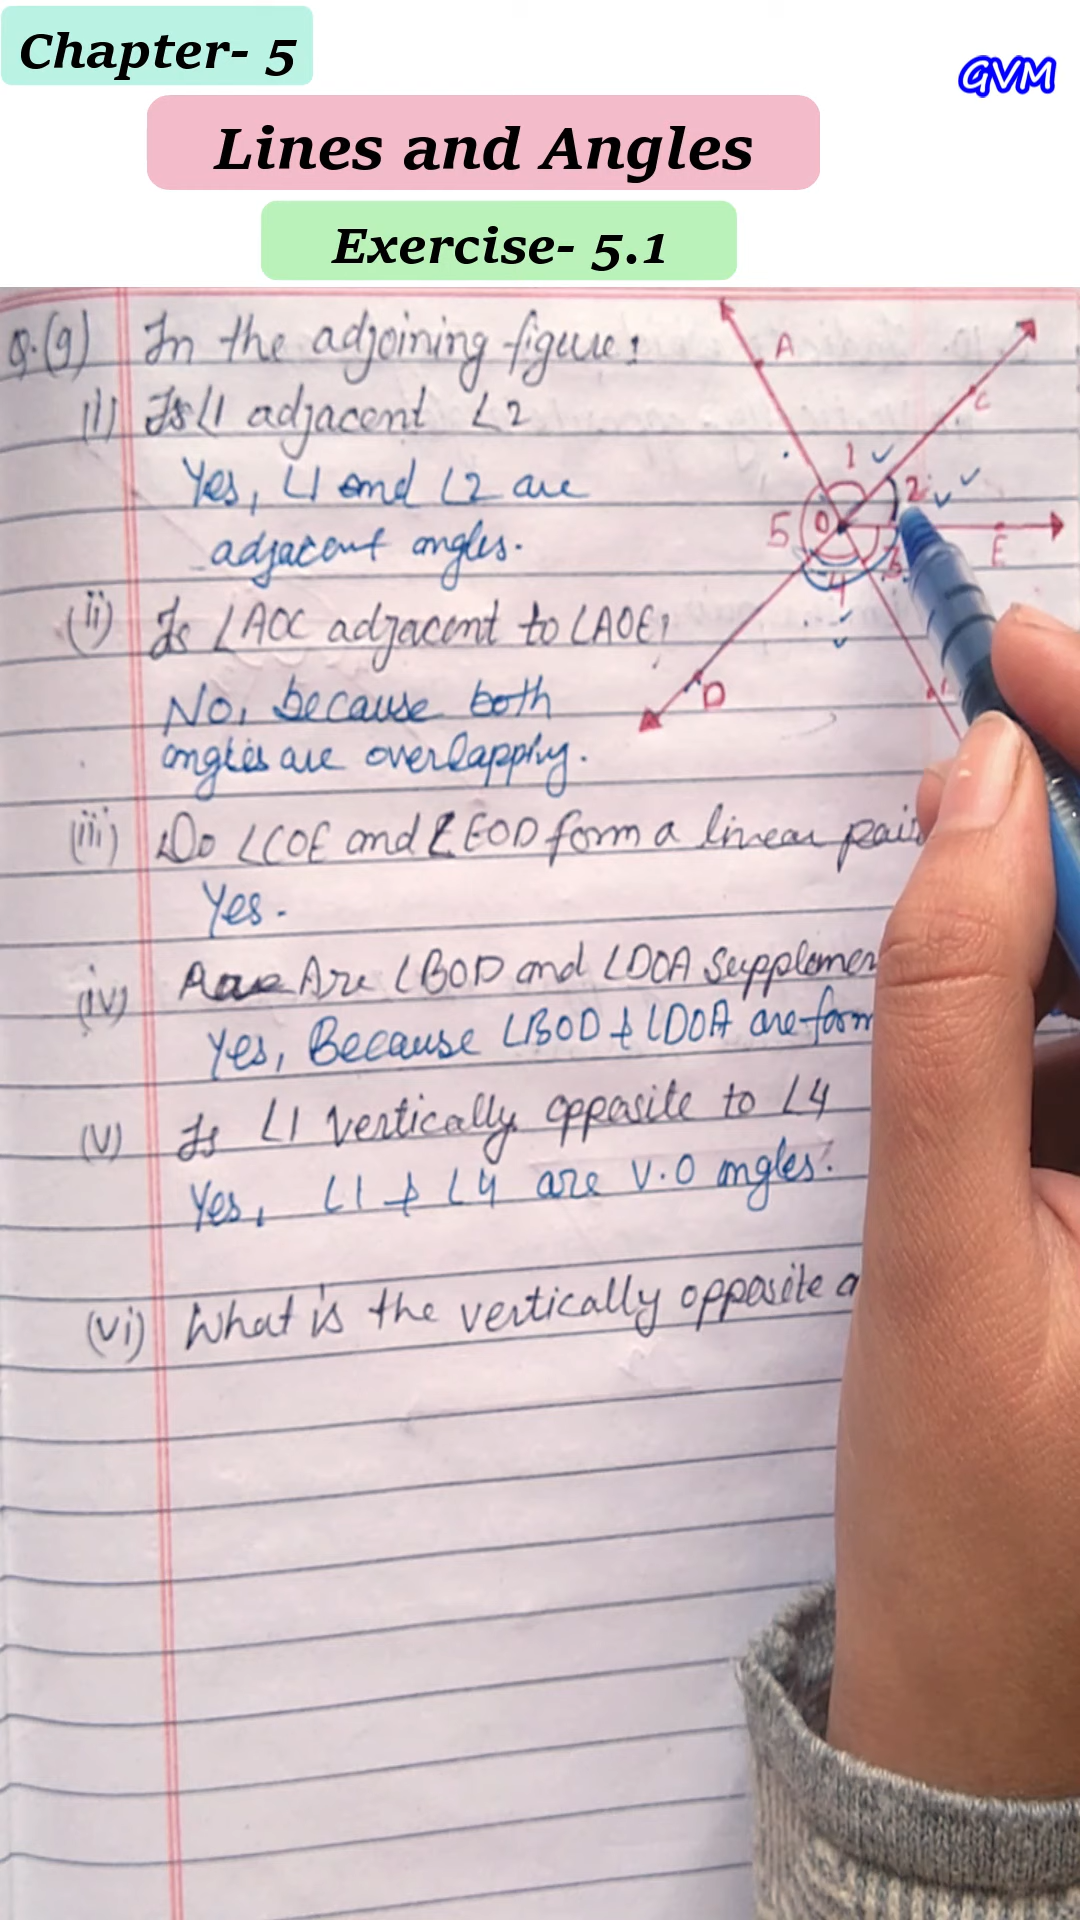 Chapter- 5
GVM
Lines and Angles
Exercise- 5.1
Q.(9) In the adjoining figure:
(i) Is ∠1 adjacent ∠2
Yes, ∠1 and ∠2 are
adjacent angles.
(ii) Is ∠AOC adjacent to ∠AOE,
No, because both
angles are overlapping.
(iii) Do ∠COE and ∠EOD form a linear pair
Yes.
(iv) Are ∠BOD and ∠DOA Supplemen
Yes, Because ∠BOD & ∠DOA are form
(V) Is ∠1 vertically opposite to ∠4
Yes, ∠1 & ∠4 are V.O angles.
(vi) What is the vertically opposite a
A
C
1
2
5
O
E
3
4
D